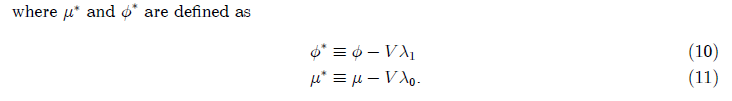 where μ* and ϕ* are defined as
ϕ* ≡ ϕ − Vλ₁ (10)
μ* ≡ μ − Vλ₀. (11)